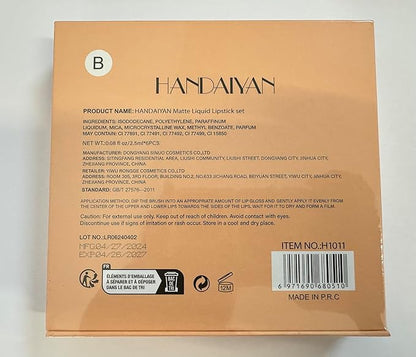 B
HANDAIYAN
PRODUCT NAME: HANDAIYAN Matte Liquid Lipstick set
INGREDIENTS: ISODODECANE, POLYETHYLENE, PARAFFINUM
LIQUIDUM, MICA, MICROCRYSTALLINE WAX, METHYL BENZOATE, PARFUM
MAY CONTAIN: CI 77891, CI 77491, CI 77492, CI 77499, CI 15850
NET WT.:0.08 fl oz/2.5ml*6PCS
MANUFACTURER: DONGYANG SINUO COSMETICS CO.,LTD
ADDRESS: SITINGFANG RESIDENTIAL AREA, LIUSHI COMMUNITY, LIUSHI STREET, DONGYANG CITY, JINHUA CITY,
ZHEJIANG PROVINCE, CHINA
RETAILER: YIWU RONGGE COSMETICS CO.,LTD
ADDRESS: ROOM 305, 3RD FLOOR, BUILDING NO.2, NO.633 JICHANG ROAD, BEIYUAN STREET, YIWU CITY, JINHUA CITY,
ZHEJIANG PROVINCE, CHINA.
STANDARD: GB/T 27576--2011
APPLICATION METHOD: DIP THE BRUSH INTO AN APPROPRIATE AMOUNT OF LIP GLOSS AND GENTLY APPLY IT EVENLY FROM
THE CENTER OF THE UPPER AND LOWER LIPS TOWARDS THE SIDES OF THE LIPS, WAIT FOR IT TO DRY AND FORM A FILM.
Caution: For external use only. Keep out of reach of children. Avoid contact with eyes.
Discontinue use if signs of irritation or rash occur. Store in a cool and dry place.
LOT NO.:LR06240402
MFG04/27/2024
EXP04/26/2027
ITEM NO.:H1011
FR
ÉLÉMENTS D'EMBALLAGE
À SÉPARER ET À DÉPOSER
DANS LE BAC DE TRI
BAC
DE
TRI
12M
6 971690 680510
MADE IN P.R.C